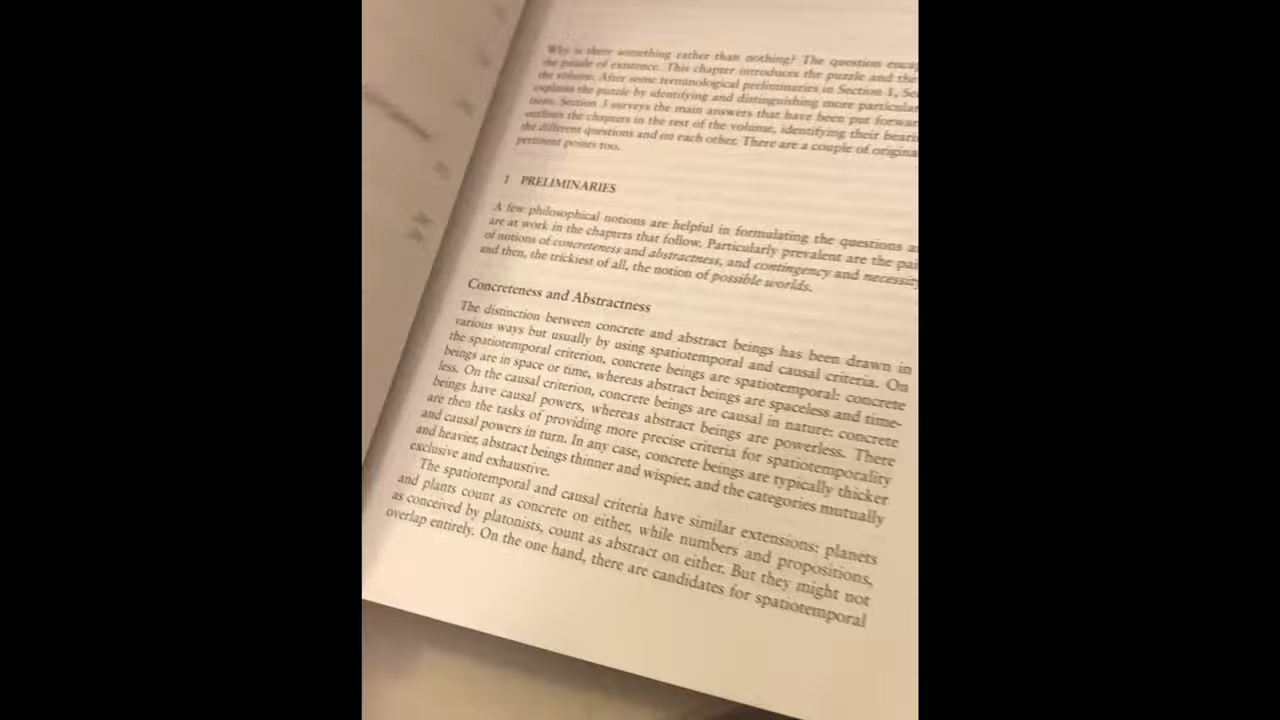 Why is there something rather than nothing? The question
the puzzle of existence. This chapter introduces the puzzle and the
the volume. After some terminological preliminaries in Section 1,
explains the puzzle by identifying and distinguishing more particular
tions. Section 3 surveys the main answers that have been put forwar
outlines the chapters in the rest of the volume, identifying their
the different questions and on each other. There are a couple of origina
pertinent points too.
1 PRELIMINARIES
A few philosophical notions are helpful in formulating the questions
are at work in the chapters that follow. Particularly prevalent are the pai
of notions of concreteness and abstractness, and contingency and necessity
and then, the trickiest of all, the notion of possible worlds.
Concreteness and Abstractness
The distinction between concrete and abstract beings has been drawn in
various ways but usually by using spatiotemporal and causal criteria. On
the spatiotemporal criterion, concrete beings are spatiotemporal: concrete
beings are in space or time, whereas abstract beings are spaceless and time-
less. On the causal criterion, concrete beings are causal in nature: concrete
beings have causal powers, whereas abstract beings are powerless. There
are then the tasks of providing more precise criteria for spatiotemporality
and causal powers in turn. In any case, concrete beings are typically thicker
and heavier, abstract beings thinner and wispier, and the categories mutually
exclusive and exhaustive.
The spatiotemporal and causal criteria have similar extensions: planets
and plants count as concrete on either, while numbers and propositions,
as conceived by platonists, count as abstract on either. But they might not
overlap entirely. On the one hand, there are candidates for spatiotemporal